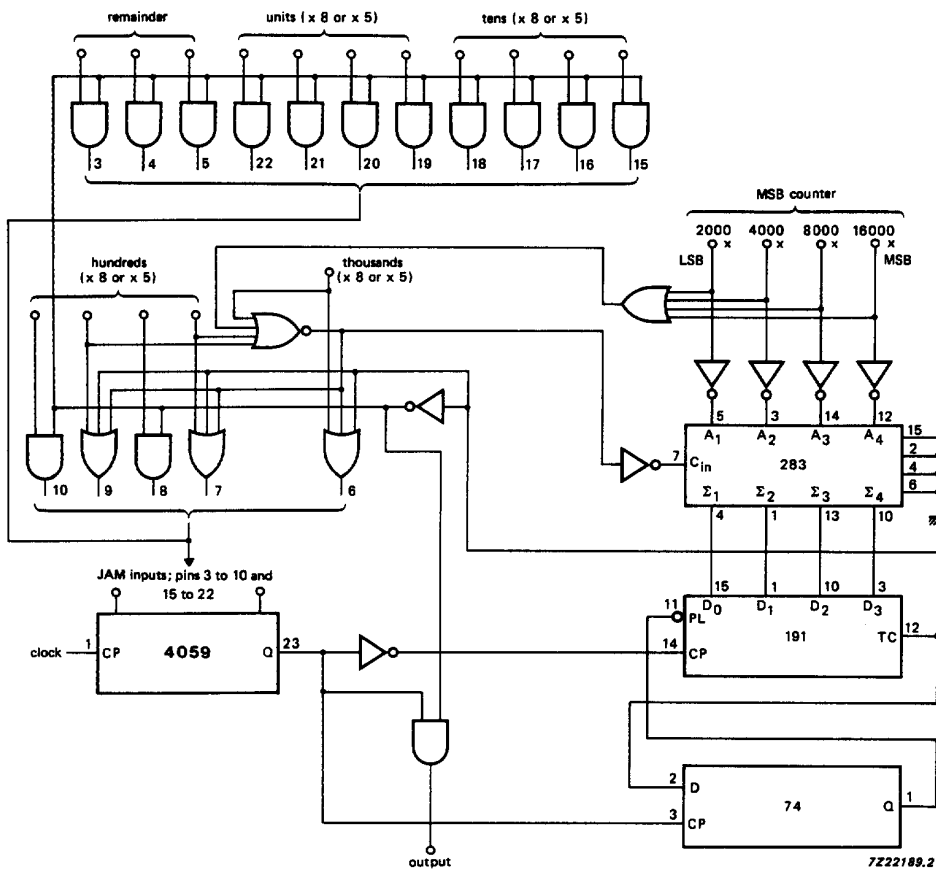 remainder
units (x 8 or x 5)
tens (x 8 or x 5)
3 4 5 22 21 20 19 18 17 16 15
MSB counter
2000 x 4000 x 8000 x 16000 x
LSB MSB
hundreds
(x 8 or x 5)
thousands
(x 8 or x 5)
5 3 14 12
A1 A2 A3 A4
15
2
4
6
7 Cin
283
Σ1 Σ2 Σ3 Σ4
4 1 13 10
10 9 8 7 6
JAM inputs; pins 3 to 10 and
15 to 22
15 1 10 3
D0 D1 D2 D3
11 PL
191
TC 12
14 CP
clock 1 CP
4059
Q 23
2 D
74
Q 1
3 CP
output
7Z22189.2